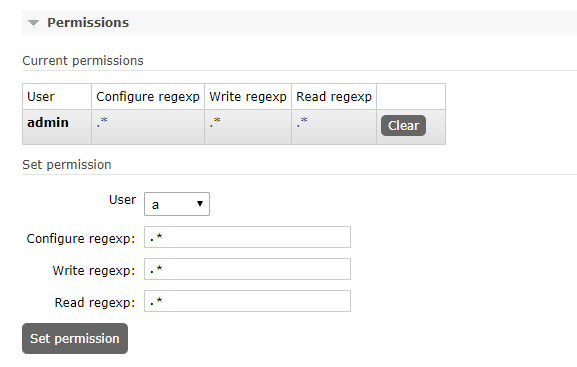 Permissions
Current permissions
User Configure regexp Write regexp Read regexp
admin .* .* .* Clear
Set permission
User a
Configure regexp: .*
Write regexp: .*
Read regexp: .*
Set permission